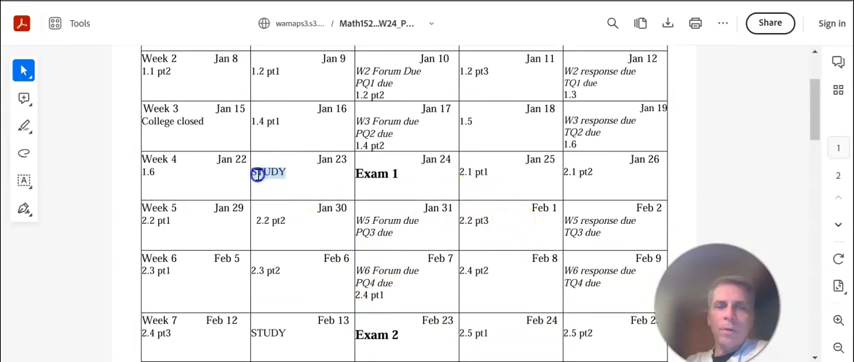 Tools
wamaps3.s3....
Math152...W24_P...
Share
Sign in
Week 2 Jan 8
1.1 pt2
Jan 9
1.2 pt1
Jan 10
W2 Forum Due
PQ1 due
1.2 pt2
Jan 11
1.2 pt3
Jan 12
W2 response due
TQ1 due
1.3
Week 3 Jan 15
College closed
Jan 16
1.4 pt1
Jan 17
W3 Forum Due
PQ2 due
1.4 pt2
Jan 18
1.5
Jan 19
W3 response due
TQ2 due
1.6
Week 4 Jan 22
1.6
Jan 23
STUDY
Jan 24
Exam 1
Jan 25
2.1 pt1
Jan 26
2.1 pt2
Week 5 Jan 29
2.2 pt1
Jan 30
2.2 pt2
Jan 31
W5 Forum due
PQ3 due
Feb 1
2.2 pt3
Feb 2
W5 response due
TQ3 due
Week 6 Feb 5
2.3 pt1
Feb 6
2.3 pt2
Feb 7
W6 Forum due
PQ4 due
2.4 pt1
Feb 8
2.4 pt2
Feb 9
W6 response due
TQ4 due
Week 7 Feb 12
2.4 pt3
Feb 13
STUDY
Feb 23
Exam 2
Feb 24
2.5 pt1
Feb 2
2.5 pt2
1
2